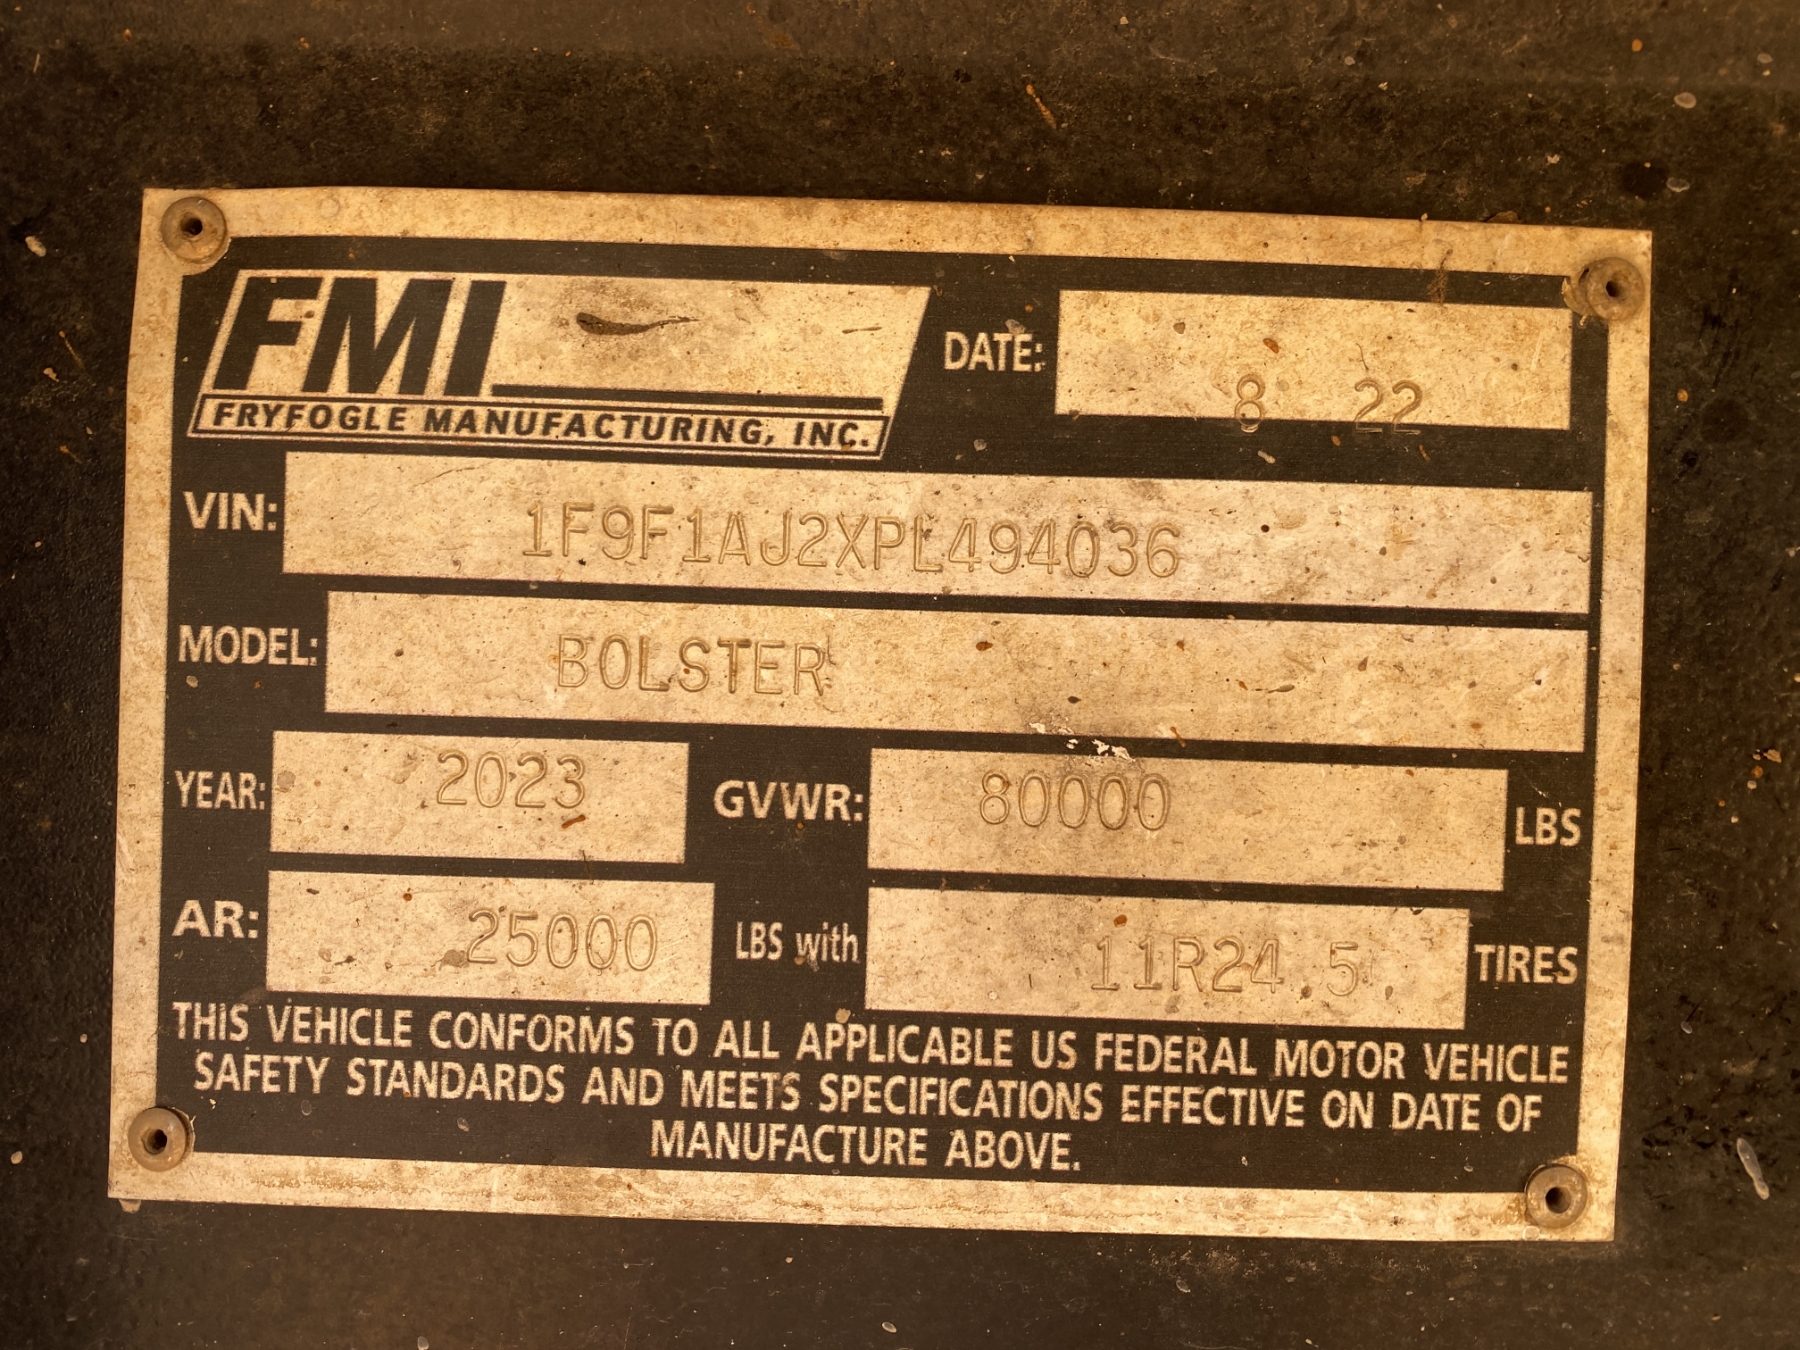 FMI
FRYFOGLE MANUFACTURING, INC.
DATE: 8 22
VIN: 1F9F1AJ2XPL494036
MODEL: BOLSTER
YEAR: 2023 GVWR: 80000 LBS
AR: 25000 LBS with 11R24.5 TIRES
THIS VEHICLE CONFORMS TO ALL APPLICABLE US FEDERAL MOTOR VEHICLE
SAFETY STANDARDS AND MEETS SPECIFICATIONS EFFECTIVE ON DATE OF
MANUFACTURE ABOVE.